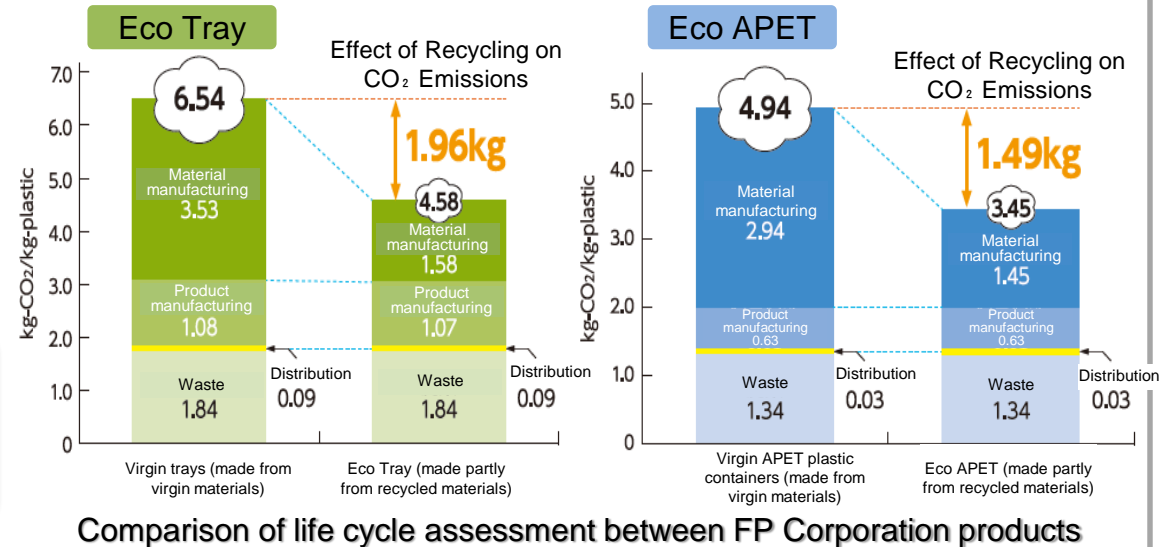 Eco Tray
Effect of Recycling on
CO₂ Emissions
kg-CO2/kg-plastic
7.0
6.0
5.0
4.0
3.0
2.0
1.0
0
6.54
Material
manufacturing
3.53
Product
manufacturing
1.08
Distribution
0.09
Waste
1.84
1.96kg
4.58
Material
manufacturing
1.58
Product
manufacturing
1.07
Distribution
0.09
Waste
1.84
Virgin trays (made from
virgin materials)
Eco Tray (made partly
from recycled materials)
Eco APET
Effect of Recycling on
CO₂ Emissions
kg-CO2/kg-plastic
5.0
4.0
3.0
2.0
1.0
0
4.94
Material
manufacturing
2.94
Product
manufacturing
0.63
Distribution
0.03
Waste
1.34
1.49kg
3.45
Material
manufacturing
1.45
Product
manufacturing
0.63
Distribution
0.03
Waste
1.34
Virgin APET plastic
containers (made from
virgin materials)
Eco APET (made partly
from recycled materials)
Comparison of life cycle assessment between FP Corporation products